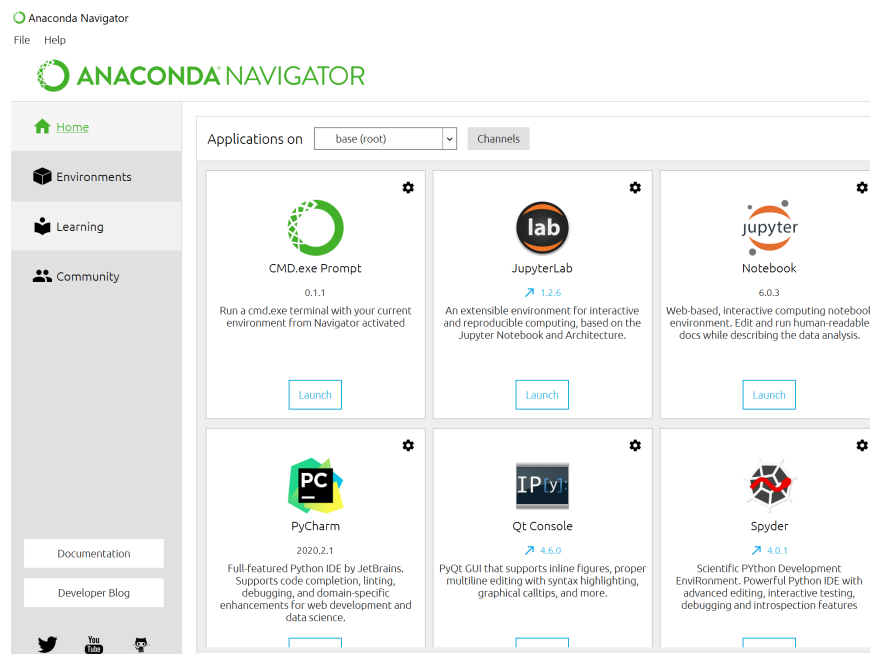 Anaconda Navigator
File Help
ANACONDA NAVIGATOR
Home
Environments
Learning
Community
Documentation
Developer Blog
You
Tube
Applications on base (root) Channels
CMD.exe Prompt
0.1.1
Run a cmd.exe terminal with your current
environment from Navigator activated
Launch
lab
JupyterLab
1.2.6
An extensible environment for interactive
and reproducible computing, based on the
Jupyter Notebook and Architecture.
Launch
jupyter
Notebook
6.0.3
Web-based, interactive computing notebook
environment. Edit and run human-readable
docs while describing the data analysis.
Launch
PC
PyCharm
2020.2.1
Full-featured Python IDE by JetBrains.
Supports code completion, linting,
debugging, and domain-specific
enhancements for web development and
data science.
IP[y]:
Qt Console
4.6.0
PyQt GUI that supports inline figures, proper
multiline editing with syntax highlighting,
graphical calltips, and more.
Spyder
4.0.1
Scientific PYthon Development
EnviRonment. Powerful Python IDE with
advanced editing, interactive testing,
debugging and introspection features